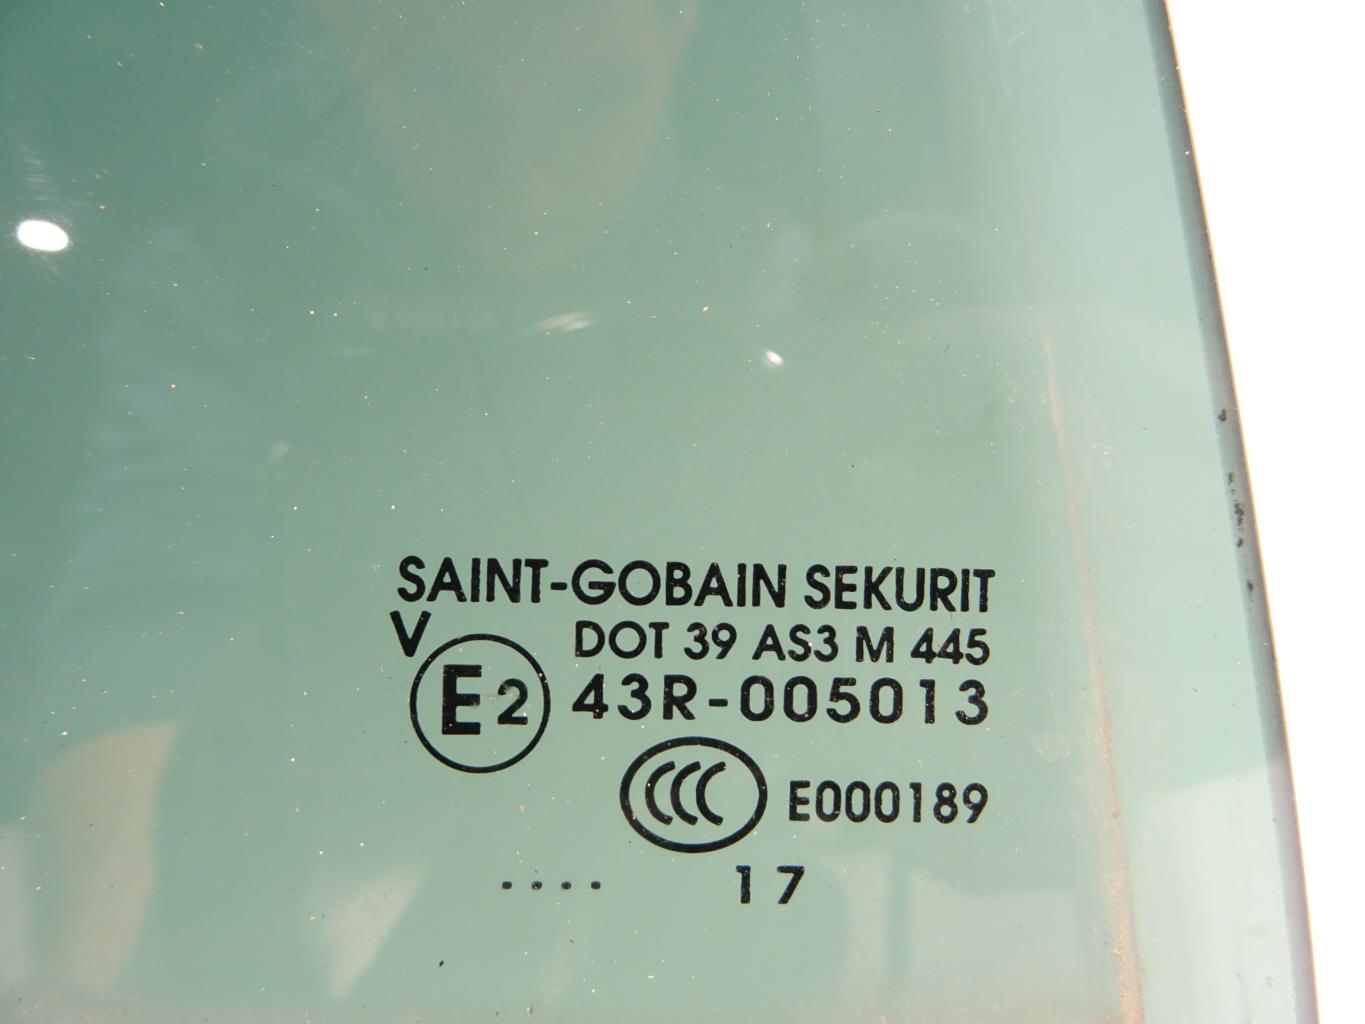 SAINT-GOBAIN SEKURIT
V
DOT 39 AS3 M 445
E2 43R-005013
CCC E000189
.... 17